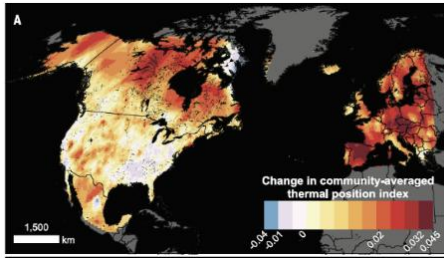 A
Change in community-averaged
thermal position index
-0.04
-0.01
0
0.02
0.032
0.045
1,500
km